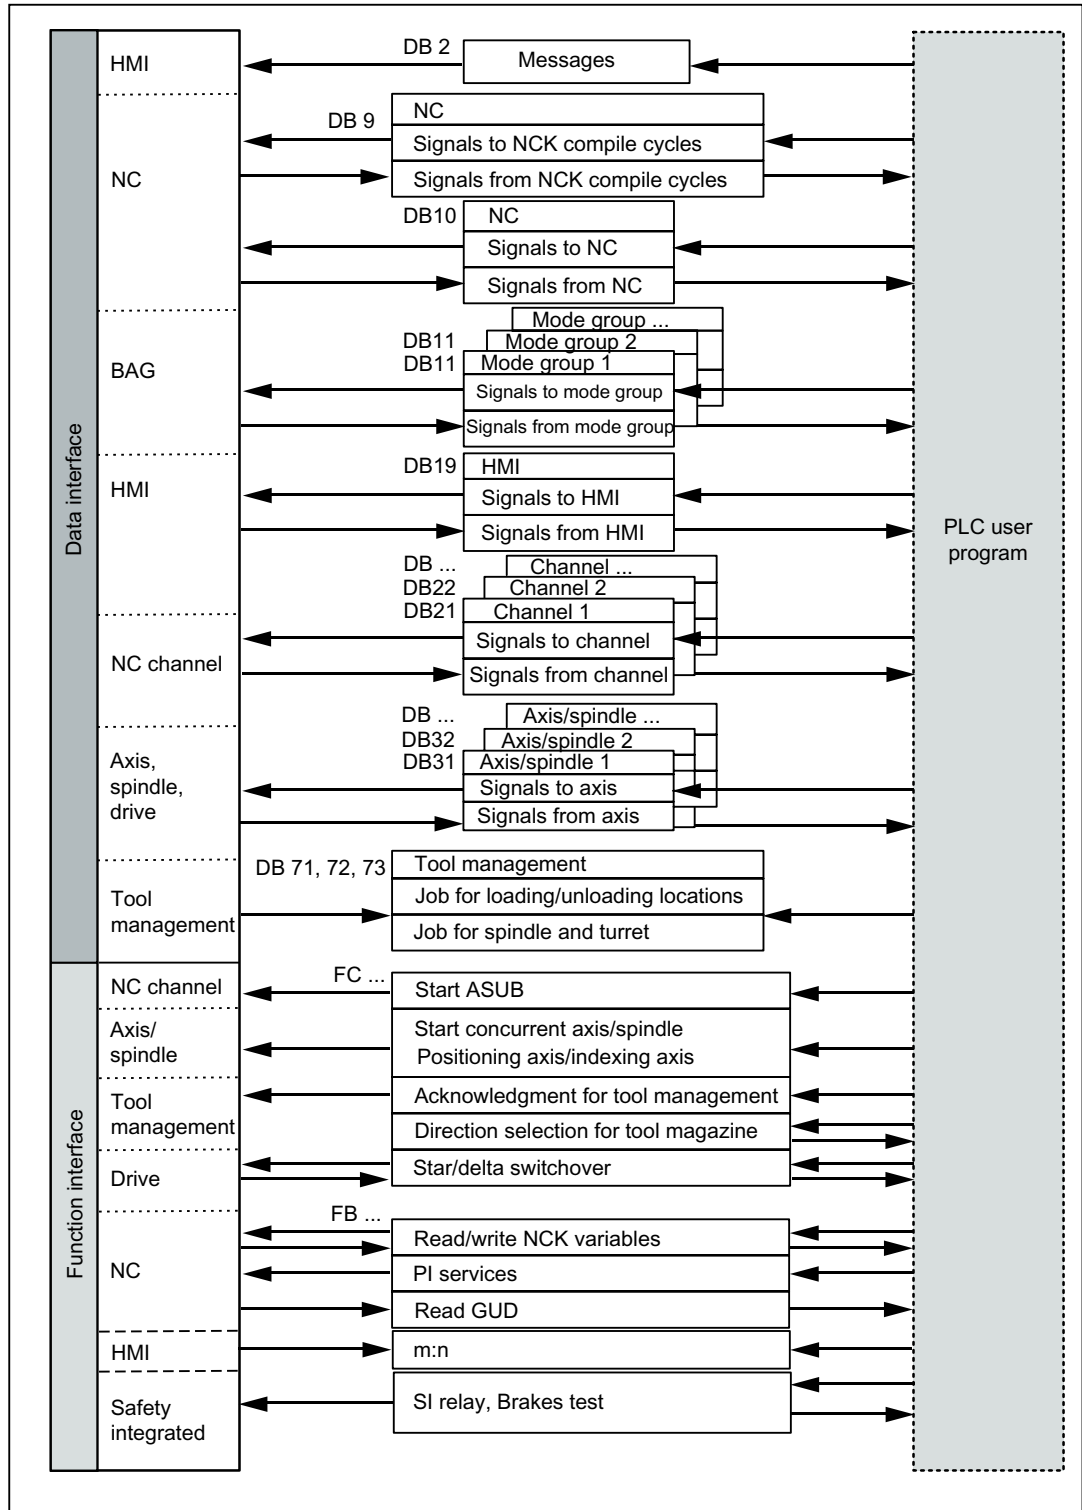 Data interface
HMI
DB 2
Messages
NC
DB 9
NC
Signals to NCK compile cycles
Signals from NCK compile cycles
DB10
NC
Signals to NC
Signals from NC
BAG
Mode group ...
DB11
Mode group 2
DB11
Mode group 1
Signals to mode group
Signals from mode group
HMI
DB19
HMI
Signals to HMI
Signals from HMI
PLC user
program
NC channel
DB ...
Channel ...
DB22
Channel 2
DB21
Channel 1
Signals to channel
Signals from channel
Axis,
spindle,
drive
DB ...
Axis/spindle ...
DB32
Axis/spindle 2
DB31
Axis/spindle 1
Signals to axis
Signals from axis
Tool
management
DB 71, 72, 73
Tool management
Job for loading/unloading locations
Job for spindle and turret
Function interface
NC channel
FC ...
Start ASUB
Axis/
spindle
Start concurrent axis/spindle
Positioning axis/indexing axis
Tool
management
Acknowledgment for tool management
Direction selection for tool magazine
Drive
Star/delta switchover
NC
FB ...
Read/write NCK variables
PI services
Read GUD
HMI
m:n
Safety
integrated
SI relay, Brakes test